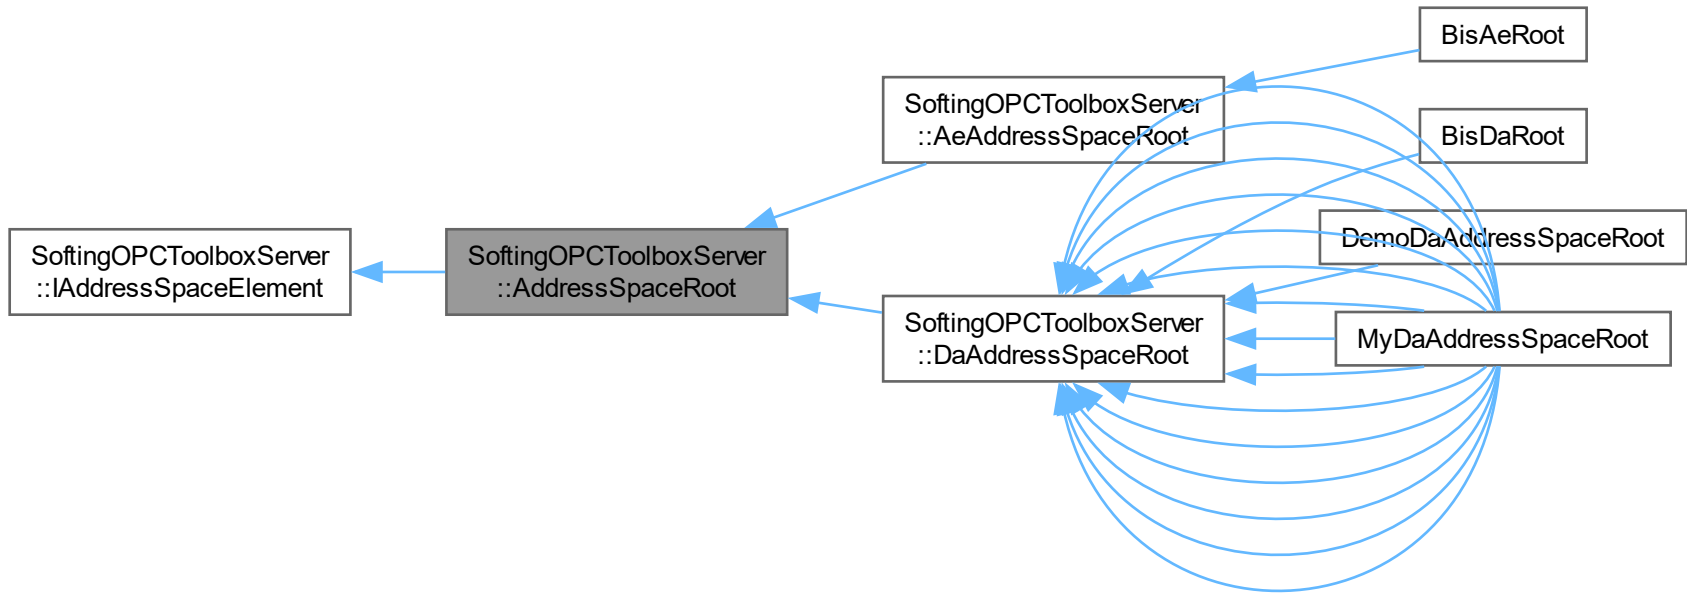 SoftingOPCToolboxServer
::IAddressSpaceElement
SoftingOPCToolboxServer
::AddressSpaceRoot
SoftingOPCToolboxServer
::AeAddressSpaceRoot
SoftingOPCToolboxServer
::DaAddressSpaceRoot
BisAeRoot
BisDaRoot
DemoDaAddressSpaceRoot
MyDaAddressSpaceRoot